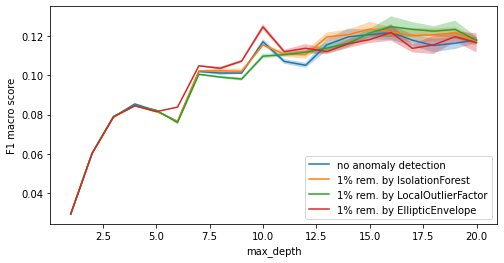 F1 macro score
0.12
0.10
0.08
0.06
0.04
no anomaly detection
1% rem. by IsolationForest
1% rem. by LocalOutlierFactor
1% rem. by EllipticEnvelope
2.5 5.0 7.5 10.0 12.5 15.0 17.5 20.0
max_depth